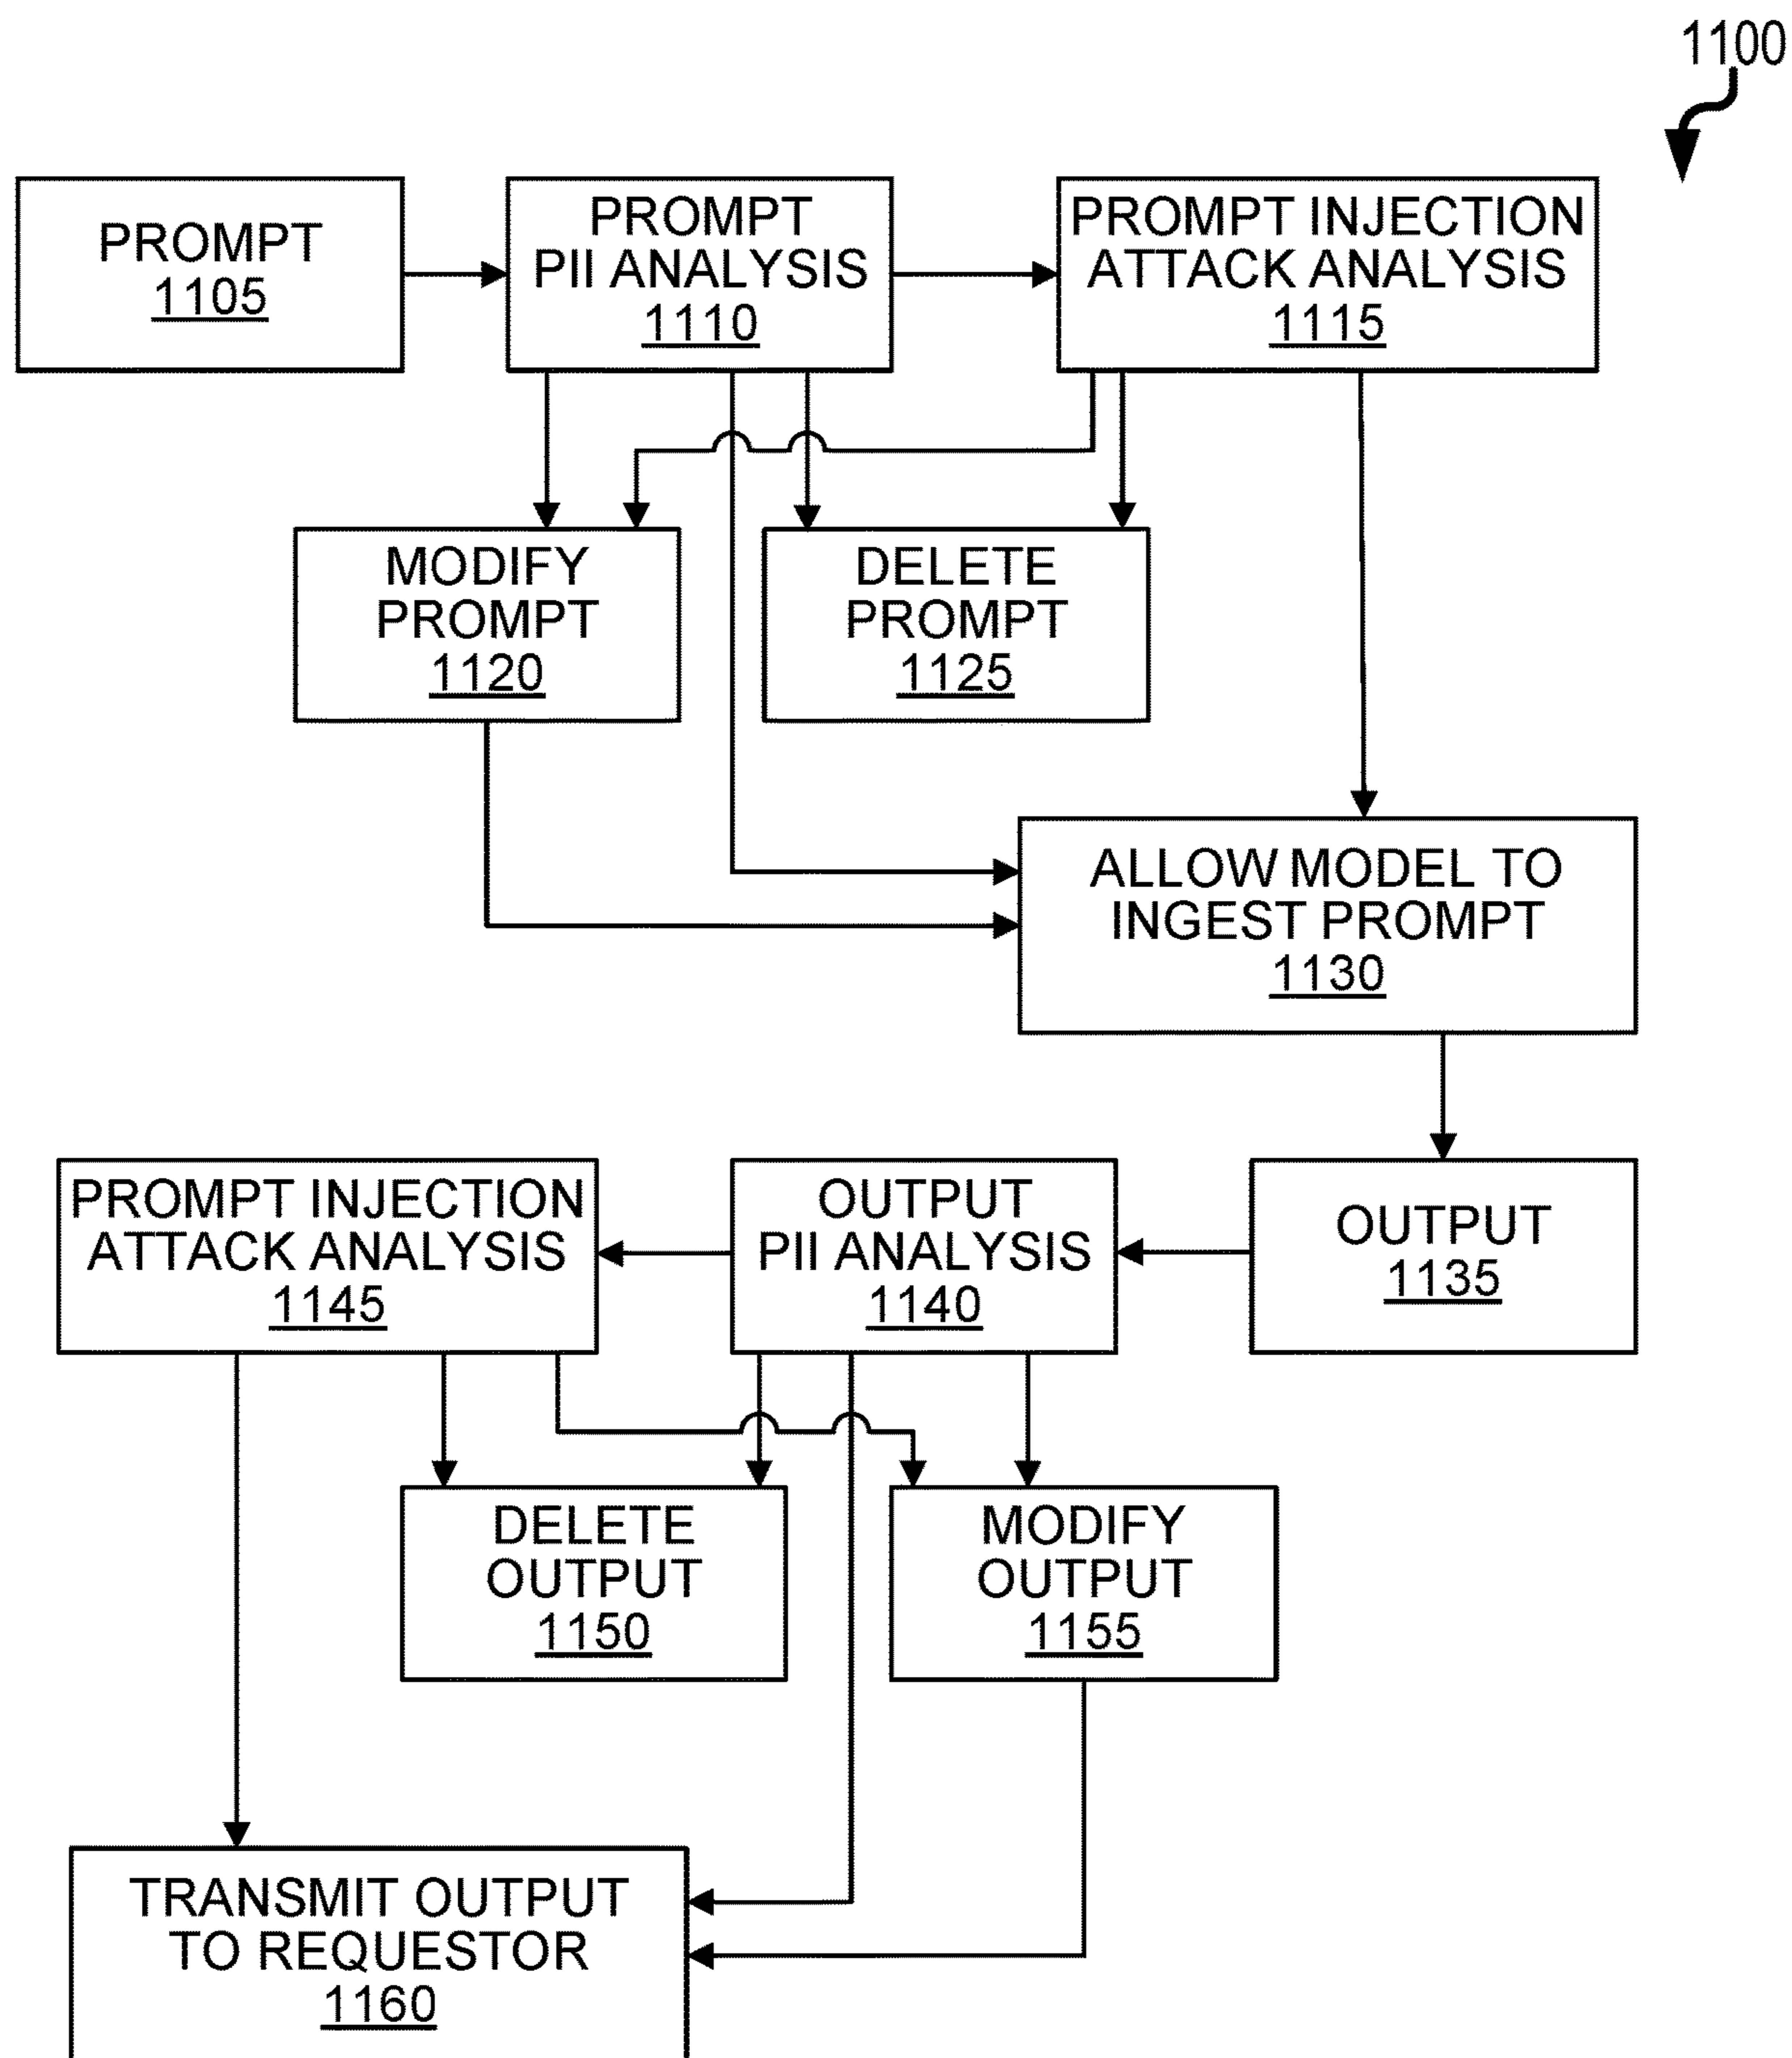 1100
PROMPT
1105
PROMPT
PII ANALYSIS
1110
PROMPT INJECTION
ATTACK ANALYSIS
1115
MODIFY
PROMPT
1120
DELETE
PROMPT
1125
ALLOW MODEL TO
INGEST PROMPT
1130
PROMPT INJECTION
ATTACK ANALYSIS
1145
OUTPUT
PII ANALYSIS
1140
OUTPUT
1135
DELETE
OUTPUT
1150
MODIFY
OUTPUT
1155
TRANSMIT OUTPUT
TO REQUESTOR
1160